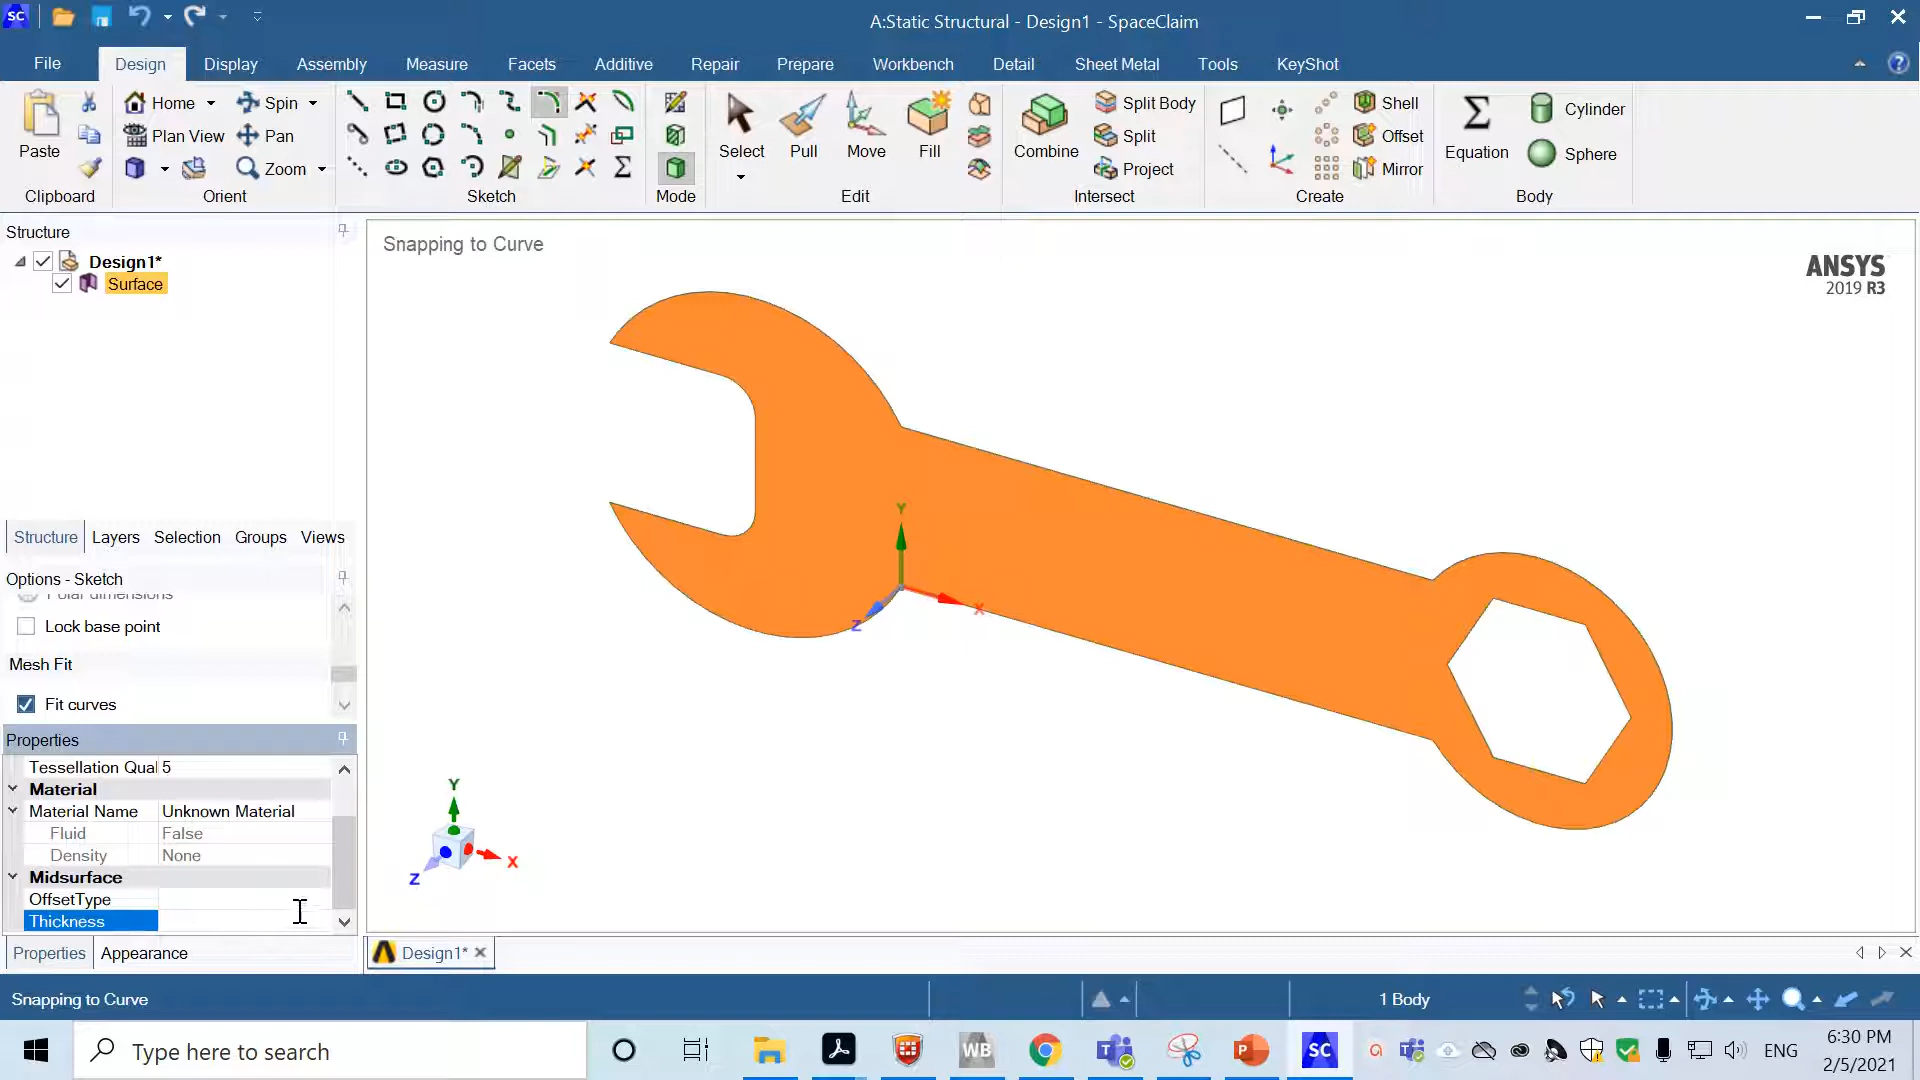 SC
A:Static Structural - Design1 - SpaceClaim
File
Design
Display
Assembly
Measure
Facets
Additive
Repair
Prepare
Workbench
Detail
Sheet Metal
Tools
KeyShot
Paste
Clipboard
Home
Spin
Plan View
Pan
Zoom
Orient
Sketch
Mode
Select
Pull
Move
Fill
Edit
Combine
Split Body
Split
Project
Intersect
Shell
Offset
Mirror
Create
Equation
Cylinder
Sphere
Body
Structure
Design1*
Surface
Snapping to Curve
ANSYS
2019 R3
Y
X
Z
Structure
Layers
Selection
Groups
Views
Options - Sketch
Polar dimensions
Lock base point
Mesh Fit
Fit curves
Properties
Tessellation Qual 5
Material
Material Name Unknown Material
Fluid False
Density None
Midsurface
OffsetType
Thickness
Y
X
Z
Properties
Appearance
Design1*
Snapping to Curve
1 Body
Type here to search
WB
SC
ENG
6:30 PM
2/5/2021